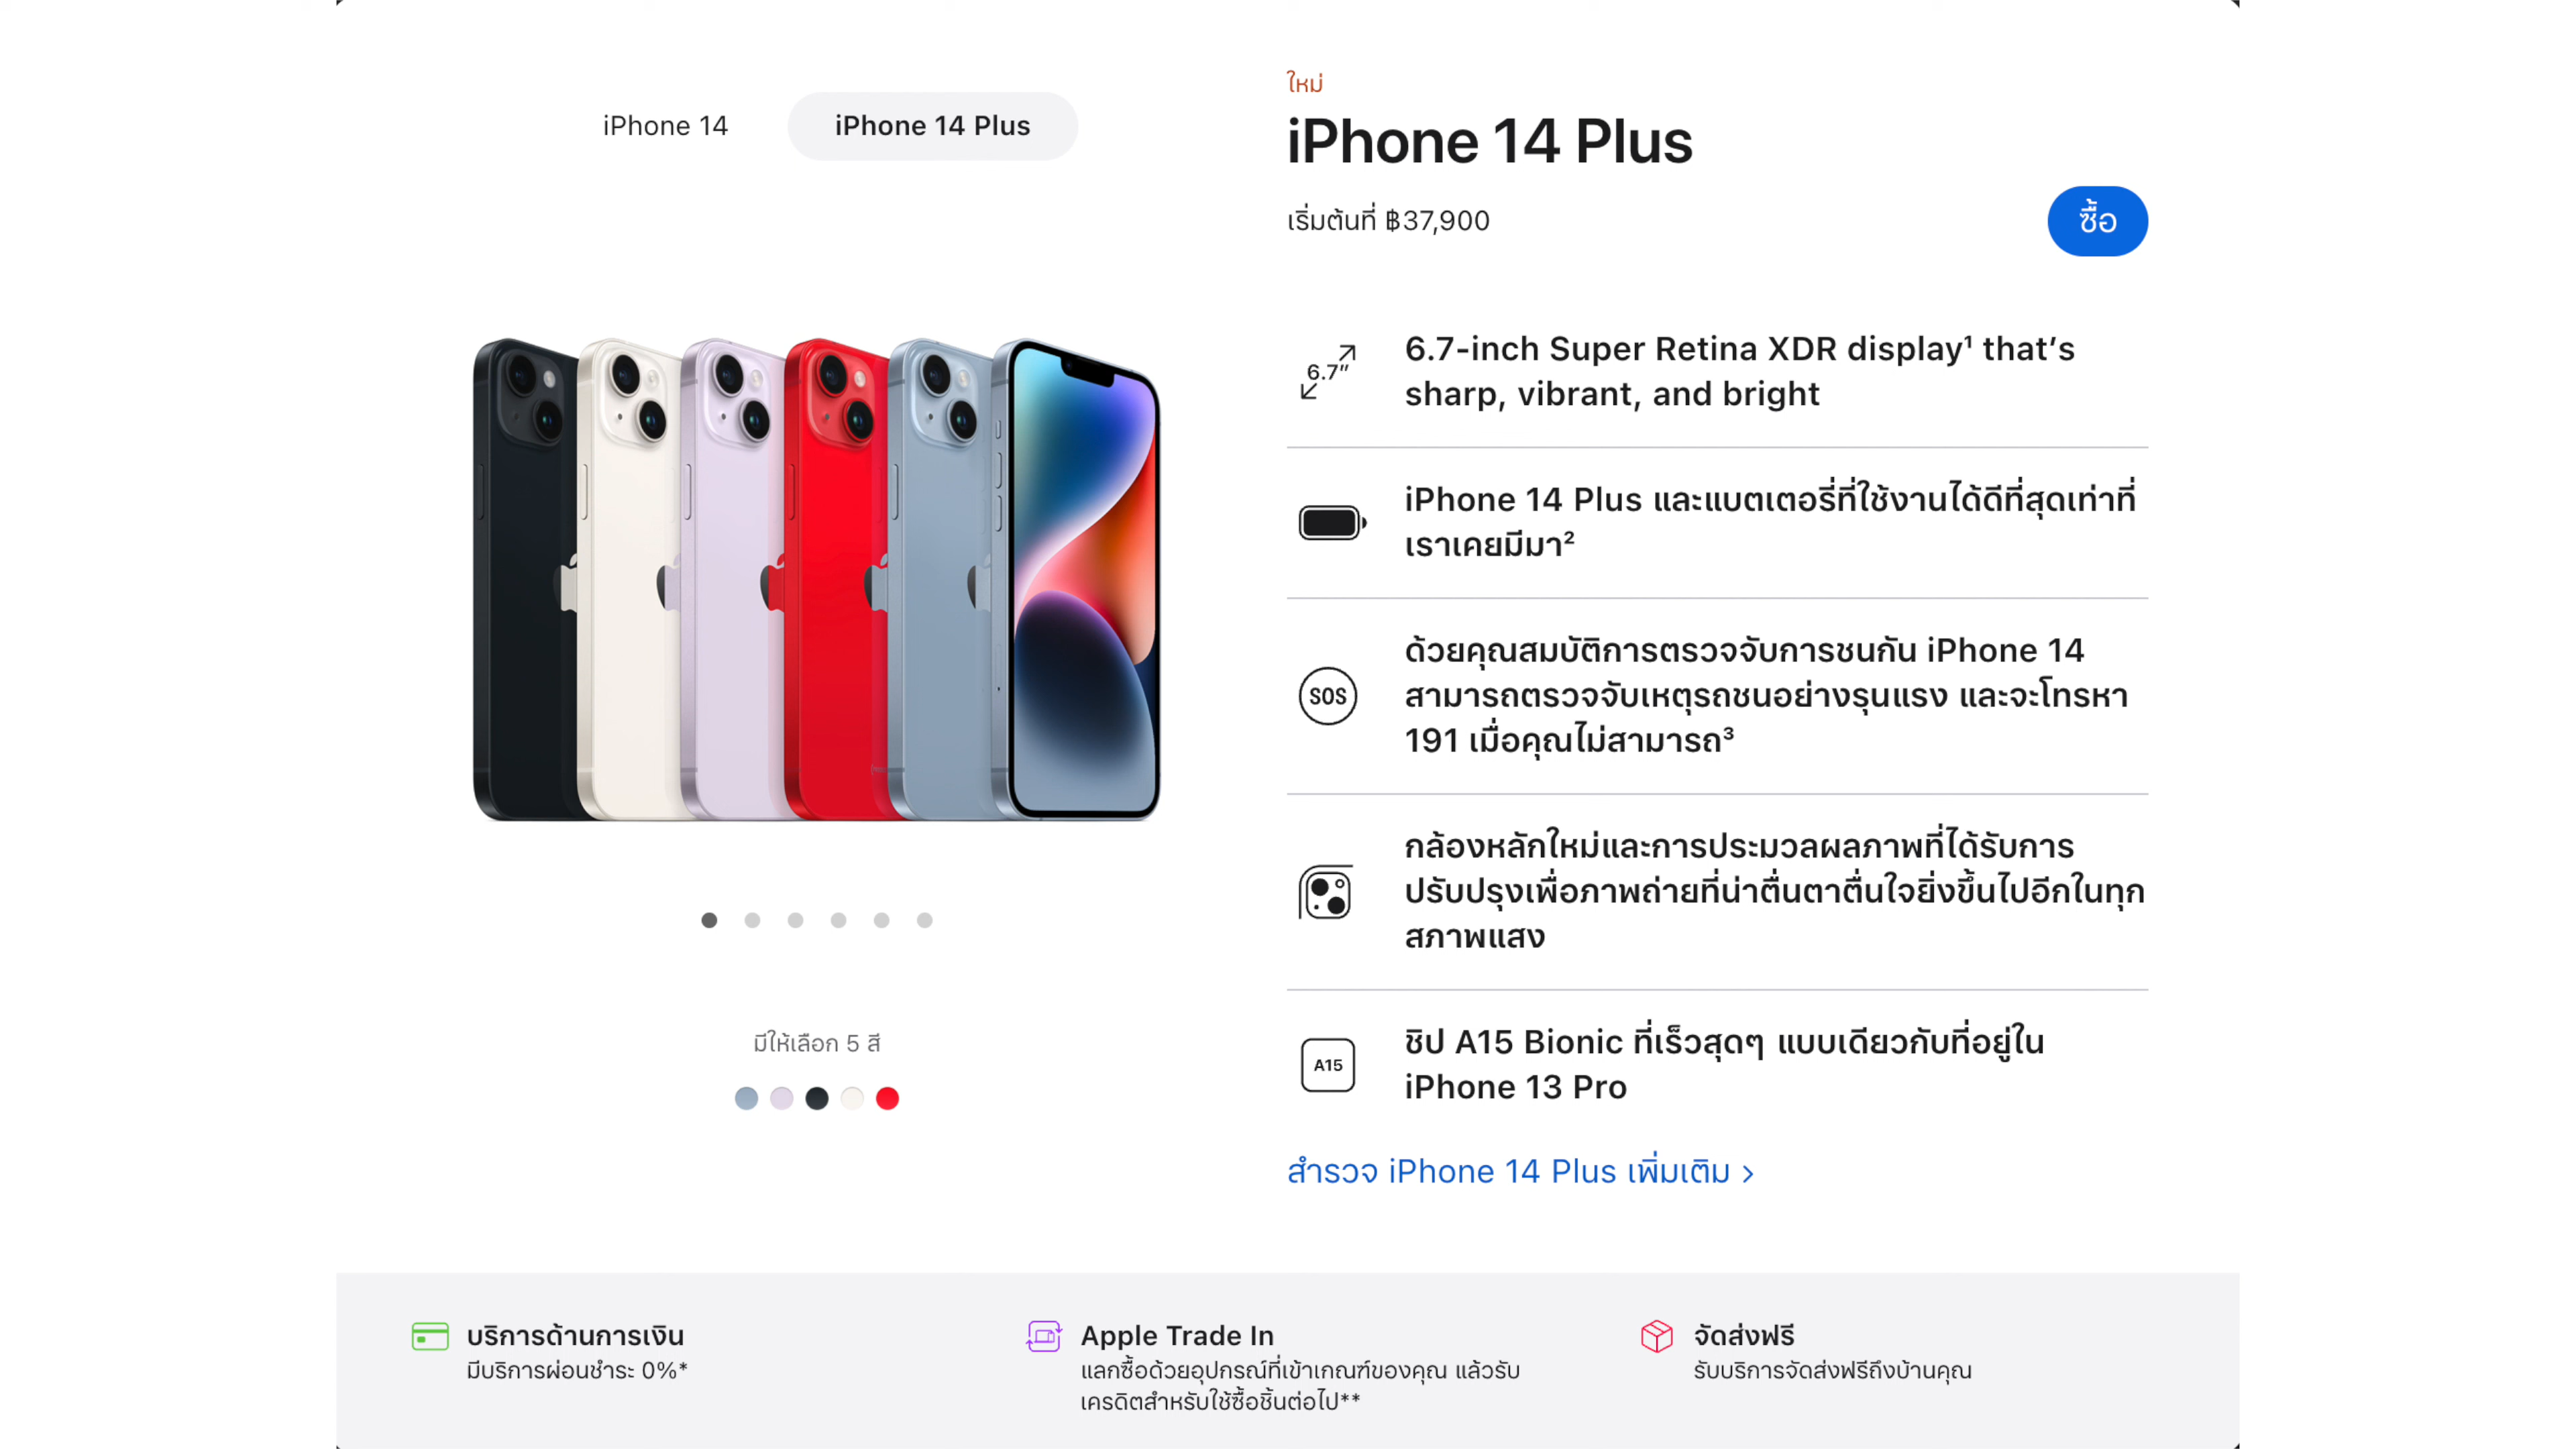 iPhone 14
iPhone 14 Plus
ใหม่
iPhone 14 Plus
เริ่มต้นที่ ฿37,900
ซื้อ
6.7″
6.7-inch Super Retina XDR display¹ that’s
sharp, vibrant, and bright
iPhone 14 Plus และแบตเตอรี่ที่ใช้งานได้ดีที่สุดเท่าที่
เราเคยมีมา²
SOS
ด้วยคุณสมบัติการตรวจจับการชนกัน iPhone 14
สามารถตรวจจับเหตุรถชนอย่างรุนแรง และจะโทรหา
191 เมื่อคุณไม่สามารถ³
กล้องหลักใหม่และการประมวลผลภาพที่ได้รับการ
ปรับปรุงเพื่อภาพถ่ายที่น่าตื่นตาตื่นใจยิ่งขึ้นไปอีกในทุก
สภาพแสง
A15
ชิป A15 Bionic ที่เร็วสุดๆ แบบเดียวกับที่อยู่ใน
iPhone 13 Pro
สำรวจ iPhone 14 Plus เพิ่มเติม >
มีให้เลือก 5 สี
บริการด้านการเงิน
มีบริการผ่อนชำระ 0%*
Apple Trade In
แลกซื้อด้วยอุปกรณ์ที่เข้าเกณฑ์ของคุณ แล้วรับ
เครดิตสำหรับใช้ซื้อชิ้นต่อไป**
จัดส่งฟรี
รับบริการจัดส่งฟรีถึงบ้านคุณ